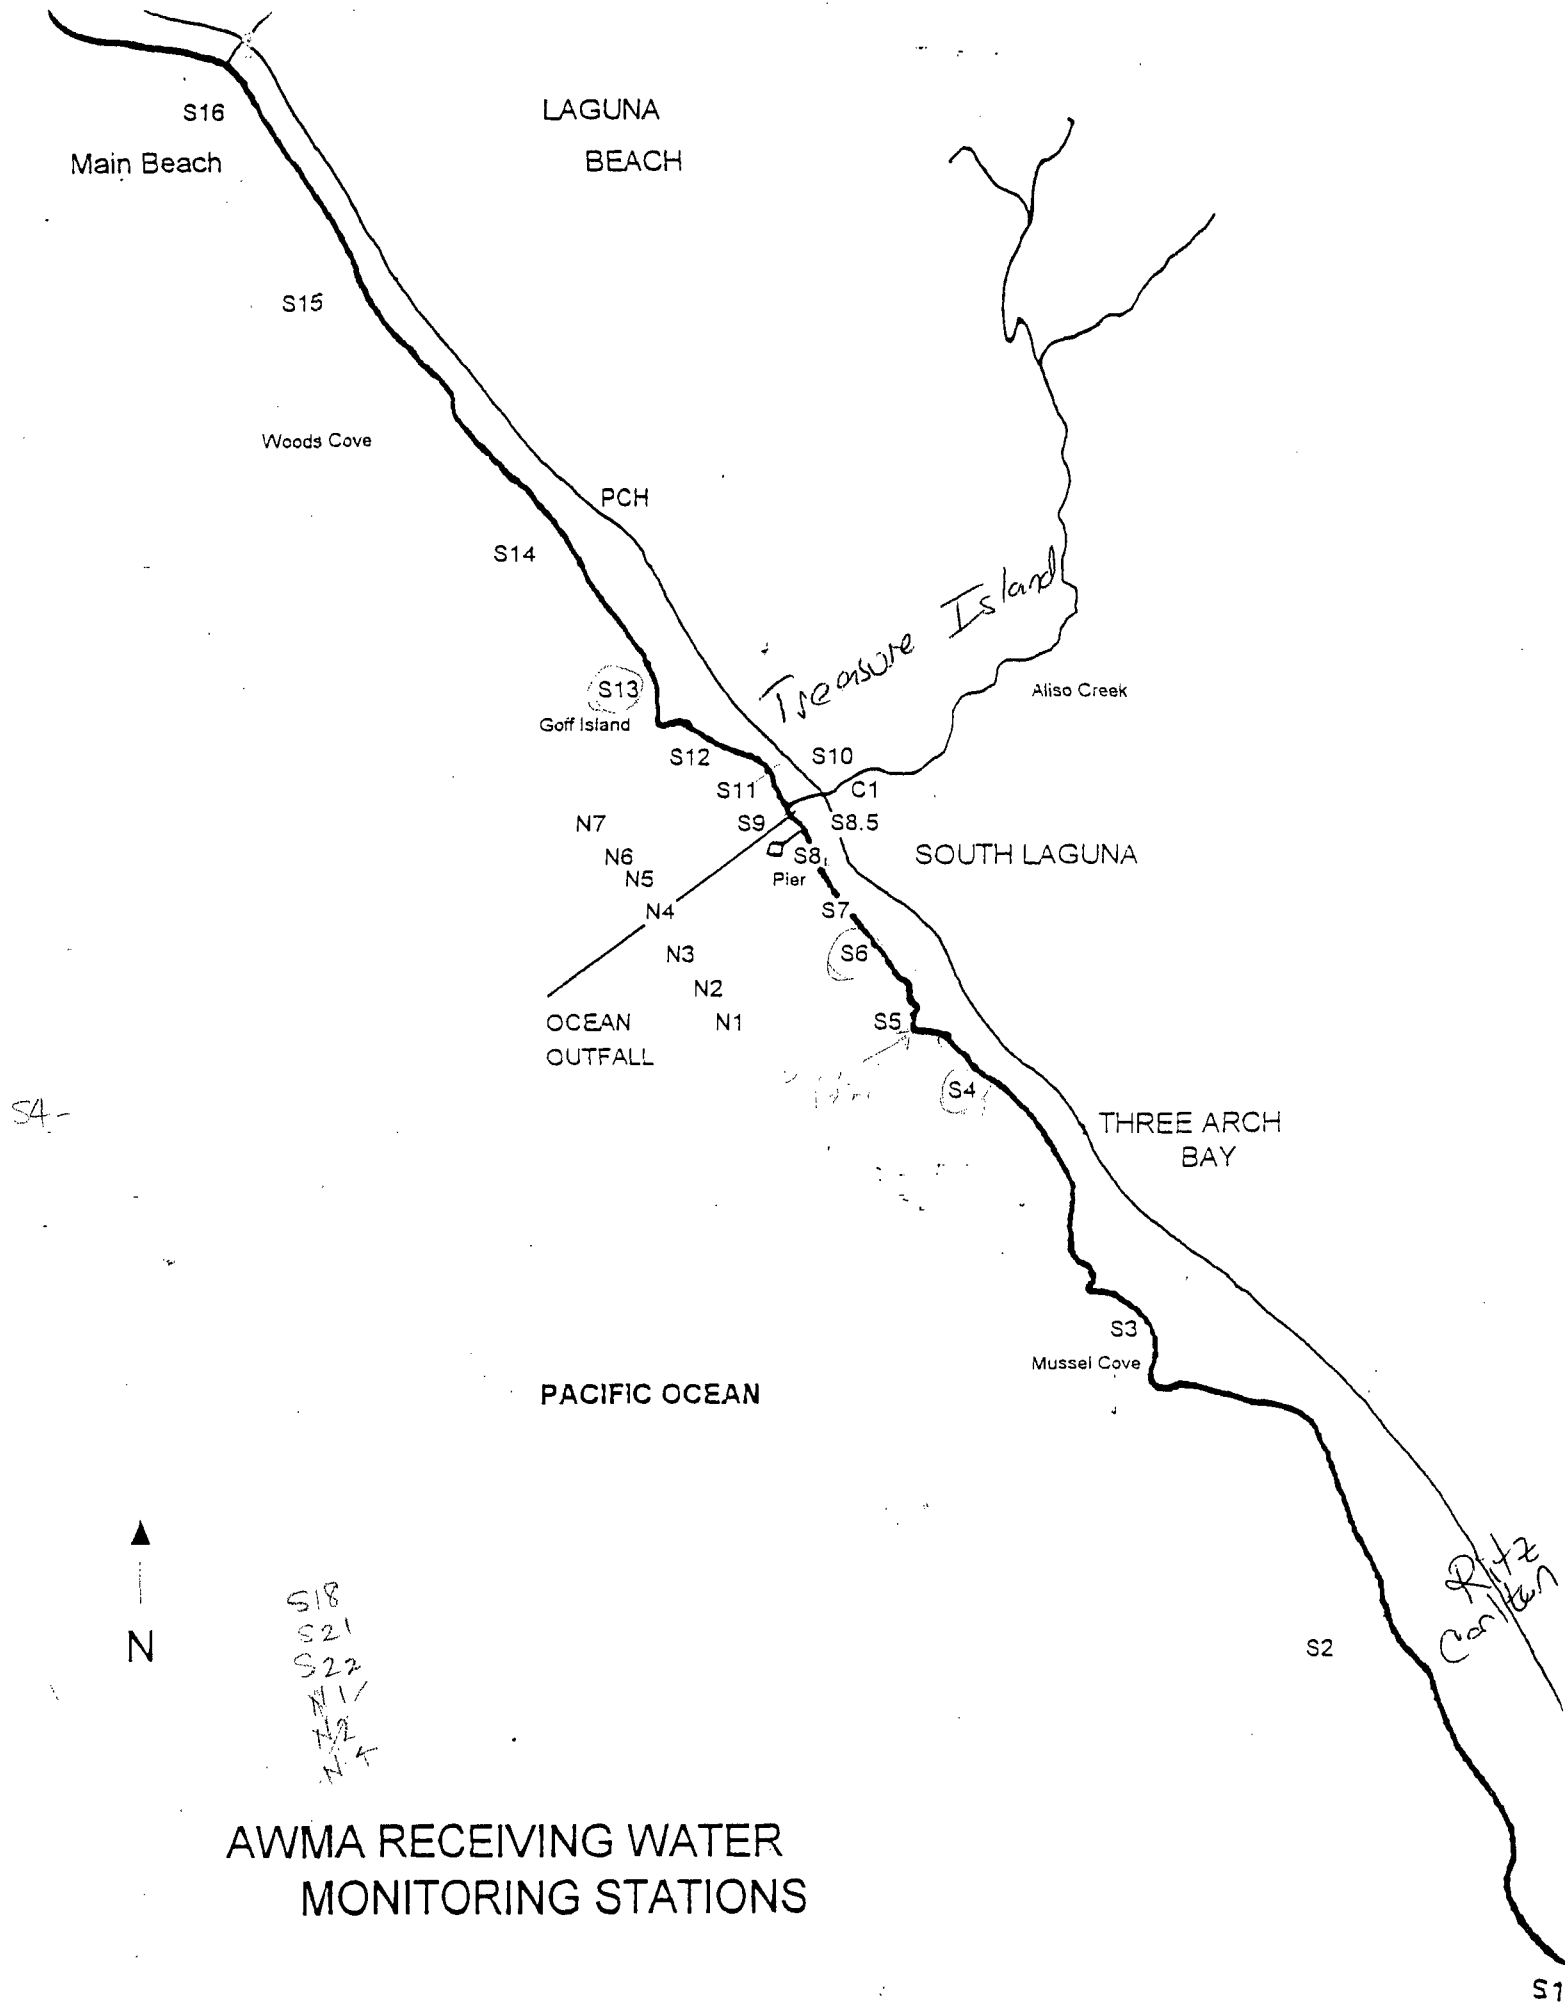 S16
LAGUNA
BEACH
Main Beach
S15
Woods Cove
PCH
S14
Treasure Island
S13
Goff Island
Aliso Creek
S12
S10
S11
C1
N7
S9
S8.5
N6
S8
SOUTH LAGUNA
N5
Pier
N4
S7
N3
S6
N2
OCEAN
OUTFALL
N1
S5
S4
S4-
THREE ARCH
BAY
S3
Mussel Cove
PACIFIC OCEAN
Ritz
Carlton
N
S18
S21
S22
N1
N2
N4
S2
AWMA RECEIVING WATER
MONITORING STATIONS
S1